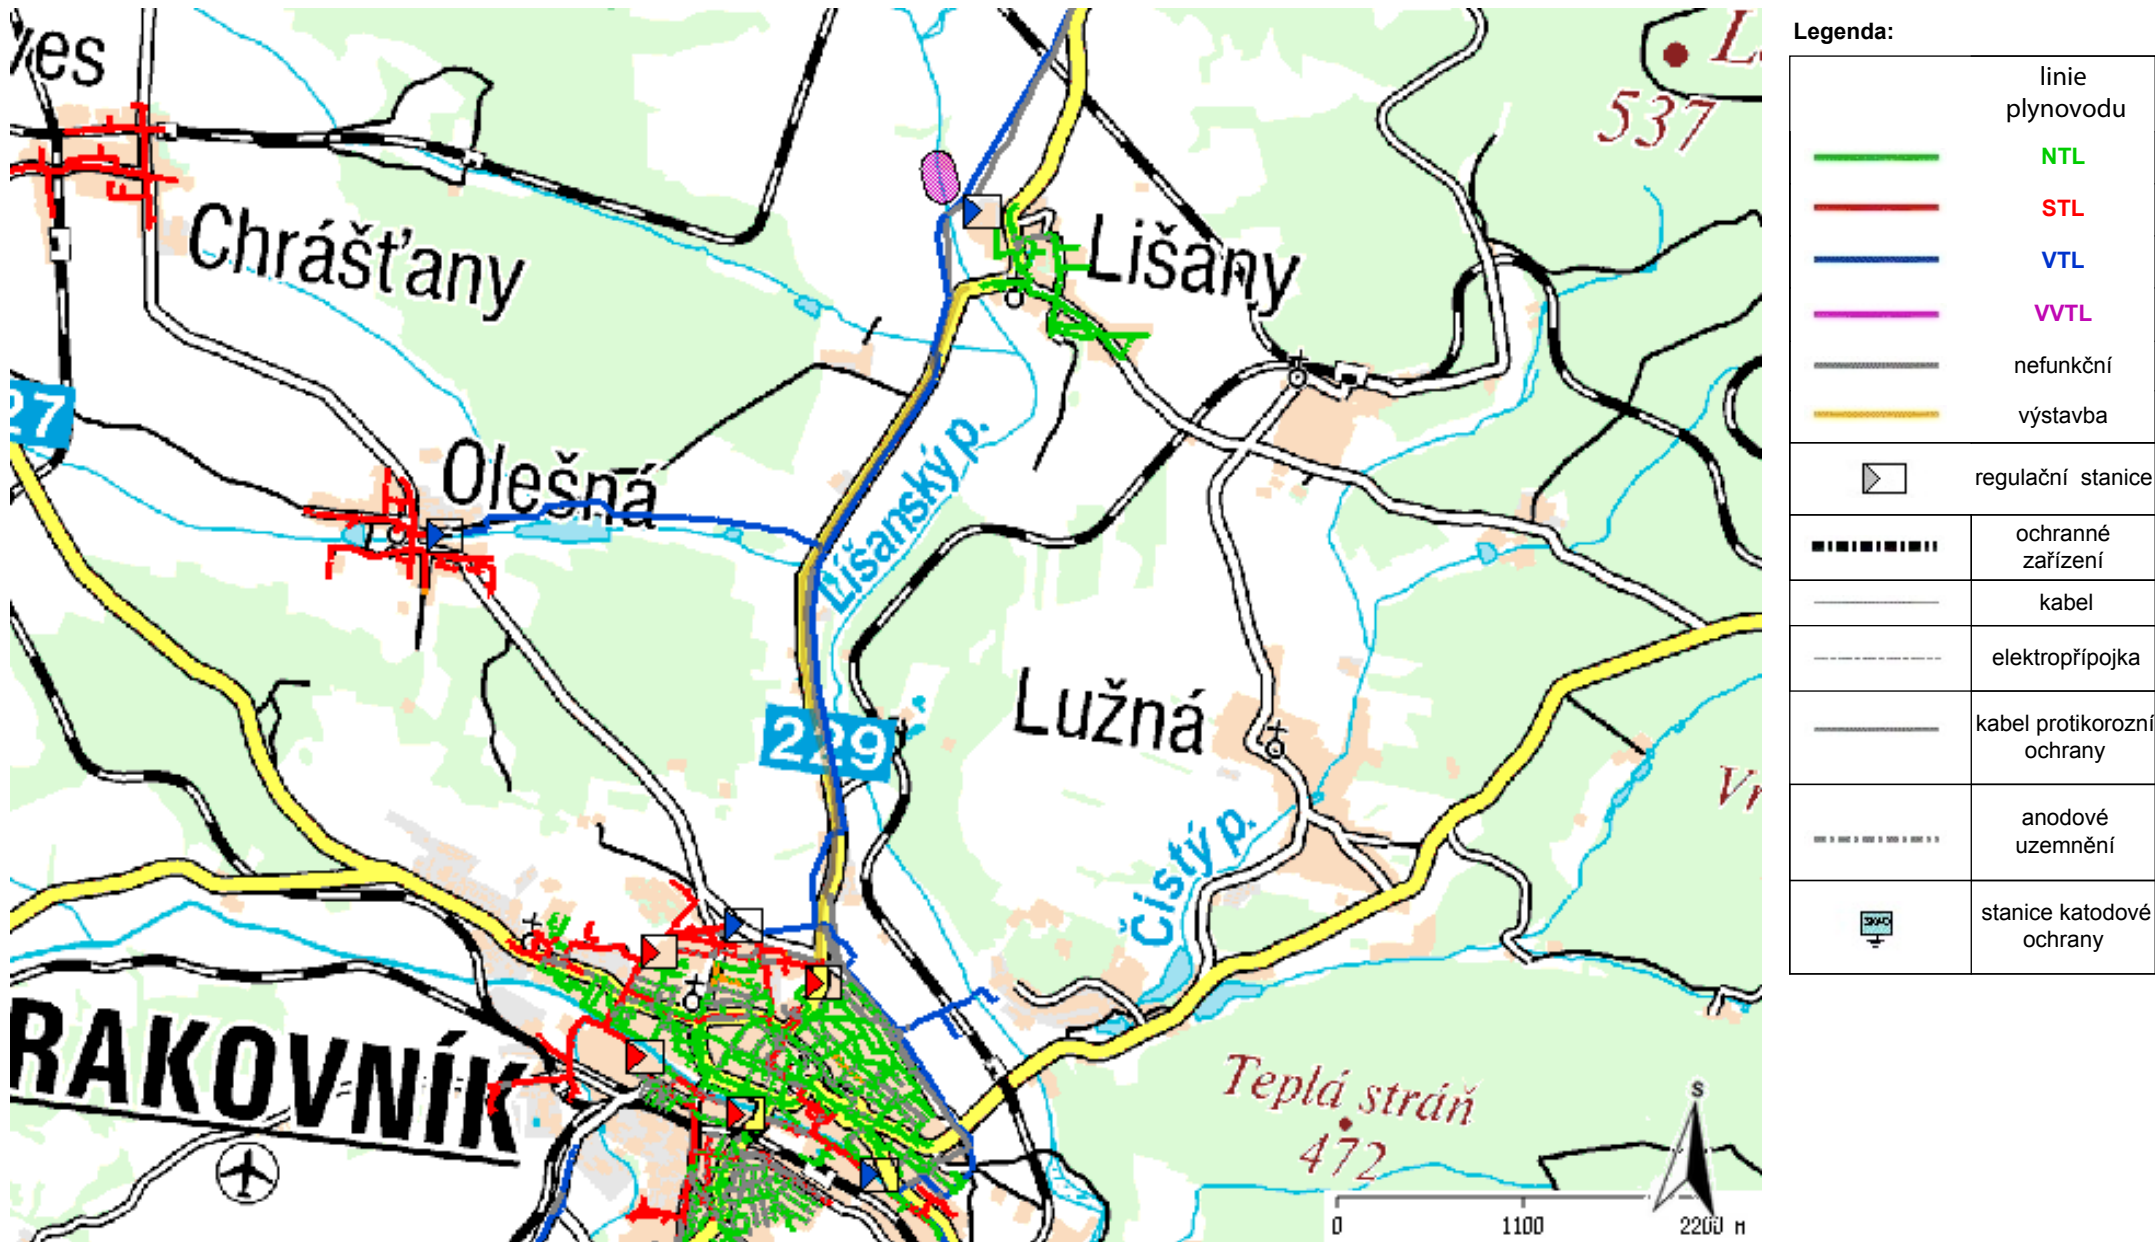 ves
Chrášťany
Lišany
537
27
Olešná
Lišanský p.
229
Lužná
Čistý p.
RAKOVNÍK
Teplá stráň
472
S
0 1100 2200 m
Legenda:
linie
plynovodu
NTL
STL
VTL
VVTL
nefunkční
výstavba
regulační stanice
ochranné
zařízení
kabel
elektropřípojka
kabel protikorozní
ochrany
anodové
uzemnění
SKAO
stanice katodové
ochrany